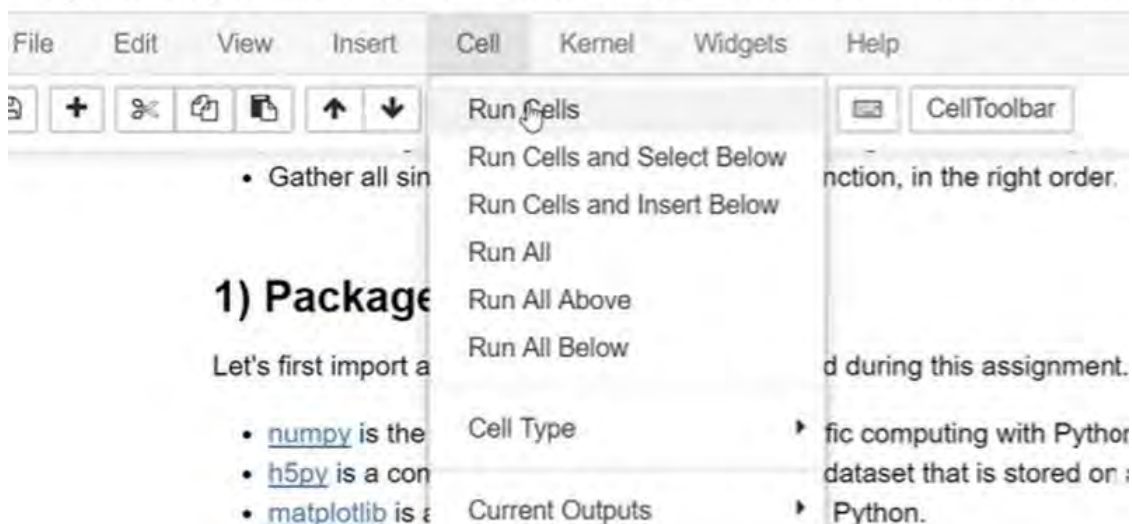 File Edit View Insert Cell Kernel Widgets Help
CellToolbar
Run Cells
Run Cells and Select Below
Run Cells and Insert Below
Run All
Run All Above
Run All Below
Cell Type
Current Outputs
• Gather all nction, in the right order.
1) Package
Let's first import a d during this assignment.
• numpy is the fic computing with Python
• h5py is a dataset that is stored on
• matplotlib is Python.